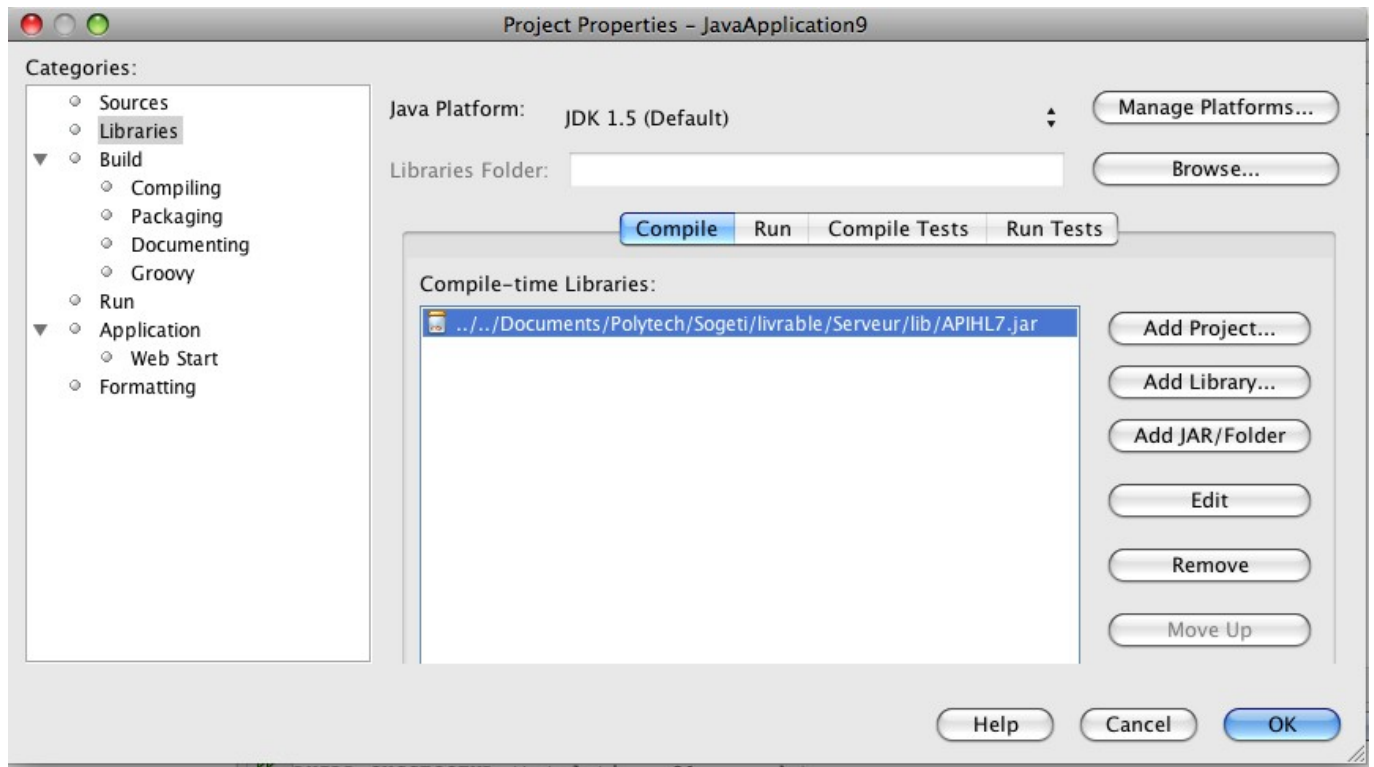 Project Properties – JavaApplication9
Categories:
Sources
Libraries
Build
Compiling
Packaging
Documenting
Groovy
Run
Application
Web Start
Formatting
Java Platform:
JDK 1.5 (Default)
Manage Platforms...
Libraries Folder:
Browse...
Compile
Run
Compile Tests
Run Tests
Compile-time Libraries:
../../Documents/Polytech/Sogeti/livrable/Serveur/lib/APIHL7.jar
Add Project...
Add Library...
Add JAR/Folder
Edit
Remove
Move Up
Help
Cancel
OK